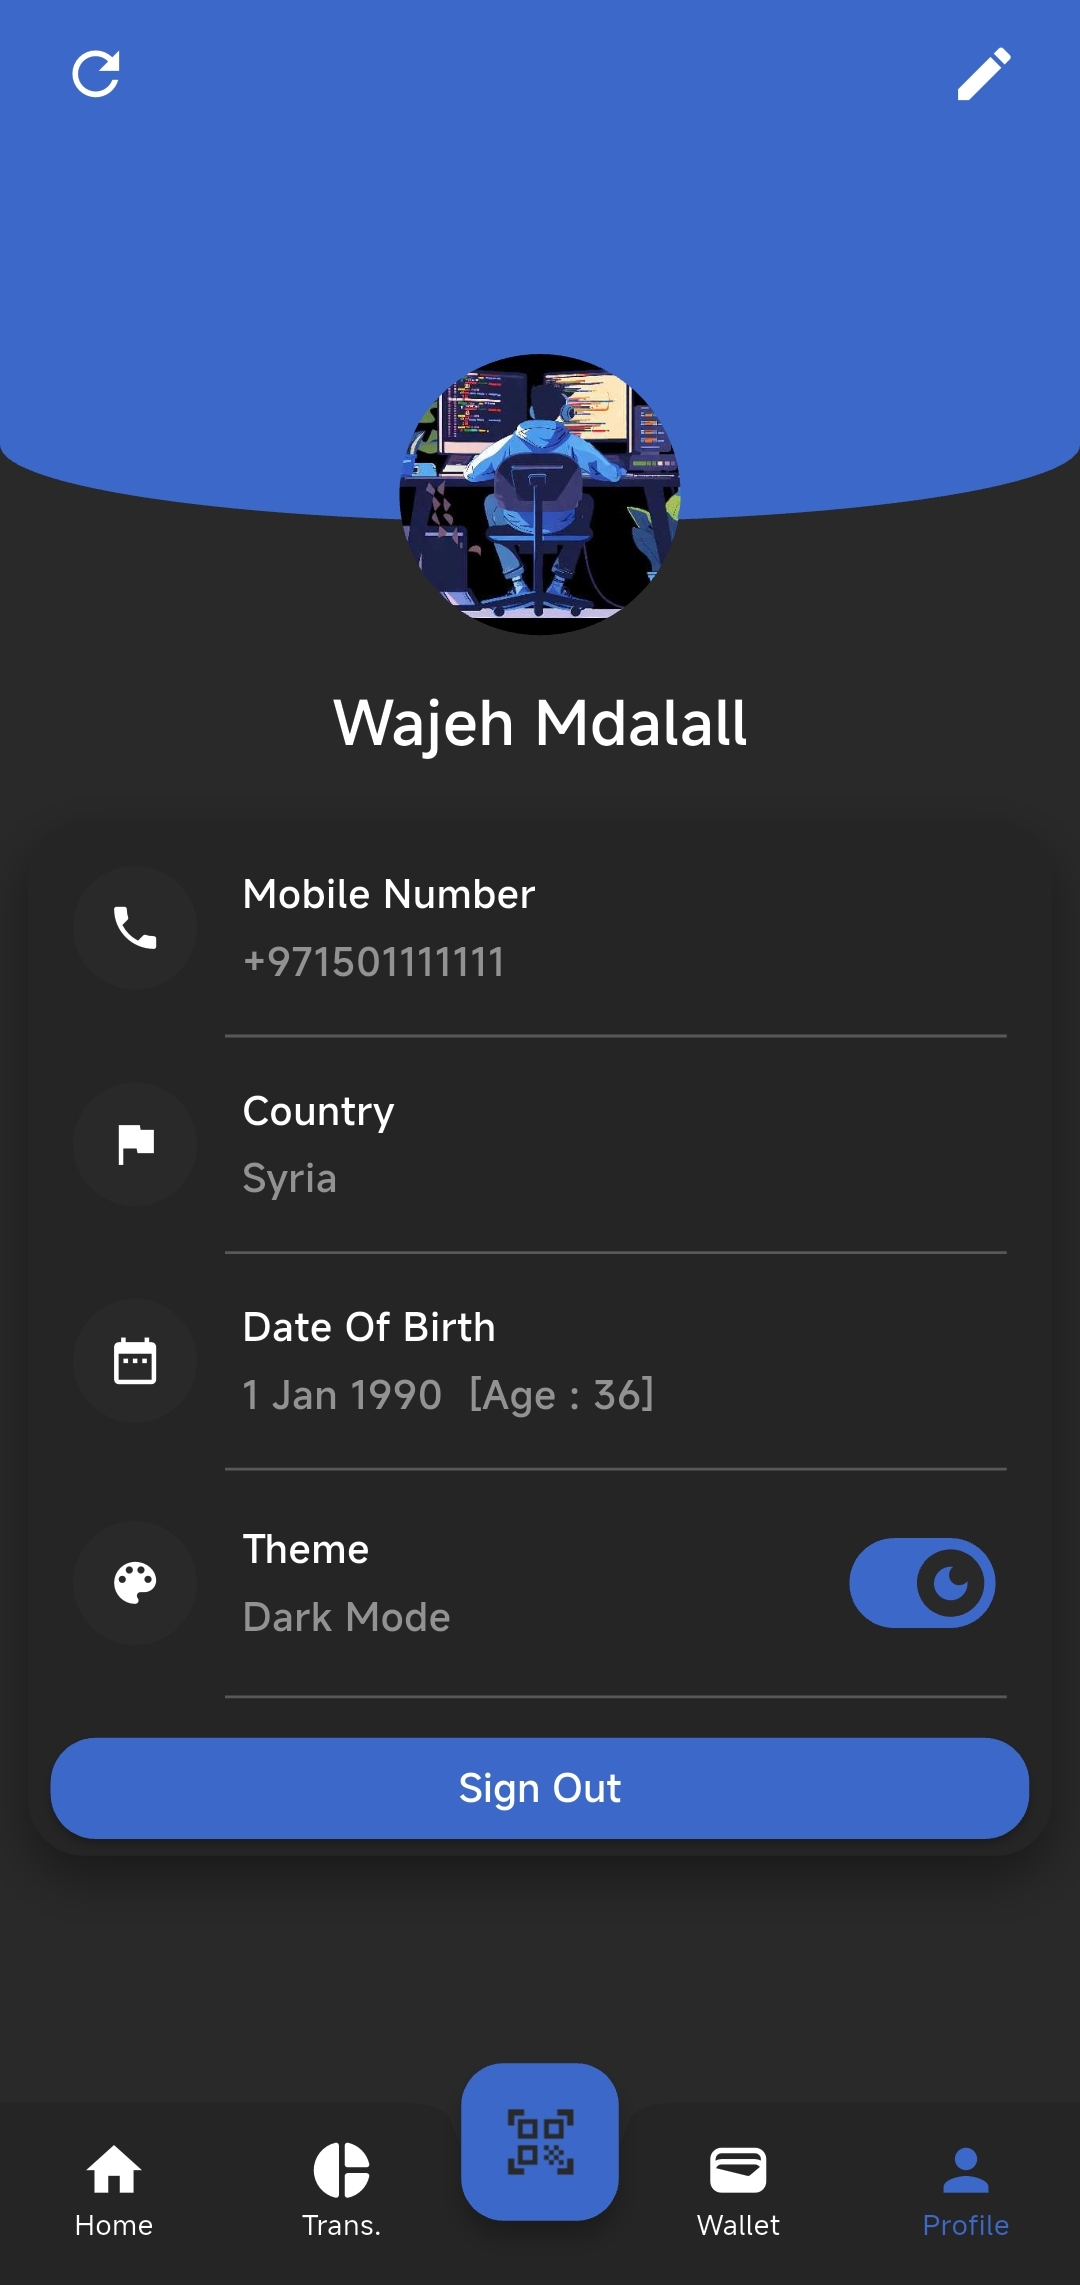 Wajeh Mdalall
Mobile Number
+971501111111
Country
Syria
Date Of Birth
1 Jan 1990  [Age : 36]
Theme
Dark Mode
Sign Out
Home
Trans.
Wallet
Profile